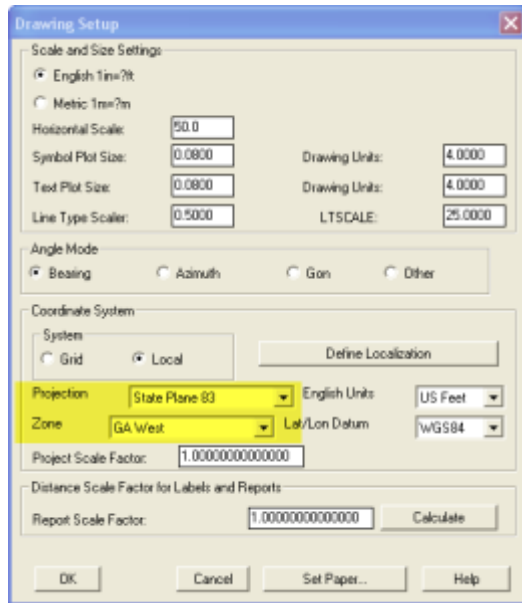 Drawing Setup
Scale and Size Settings
English 1in=?ft
Metric 1m=?m
Horizontal Scale: 50.0
Symbol Plot Size: 0.0800 Drawing Units: 4.0000
Text Plot Size: 0.0800 Drawing Units: 4.0000
Line Type Scaler: 0.5000 LTSCALE: 25.0000
Angle Mode
Bearing Azimuth Gon Other
Coordinate System
System
Grid Local Define Localization
Projection State Plane 83 English Units US Feet
Zone GA West Lat/Lon Datum WGS84
Project Scale Factor: 1.0000000000000
Distance Scale Factor for Labels and Reports
Report Scale Factor: 1.00000000000000 Calculate
OK Cancel Set Paper... Help